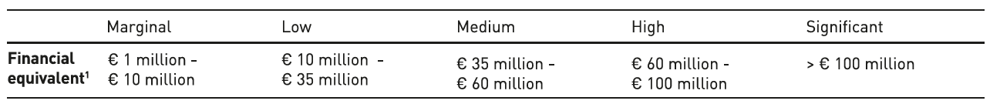 Marginal Low Medium High Significant
Financial € 1 million - € 10 million - € 35 million - € 60 million - > € 100 million
equivalent¹ € 10 million € 35 million € 60 million € 100 million